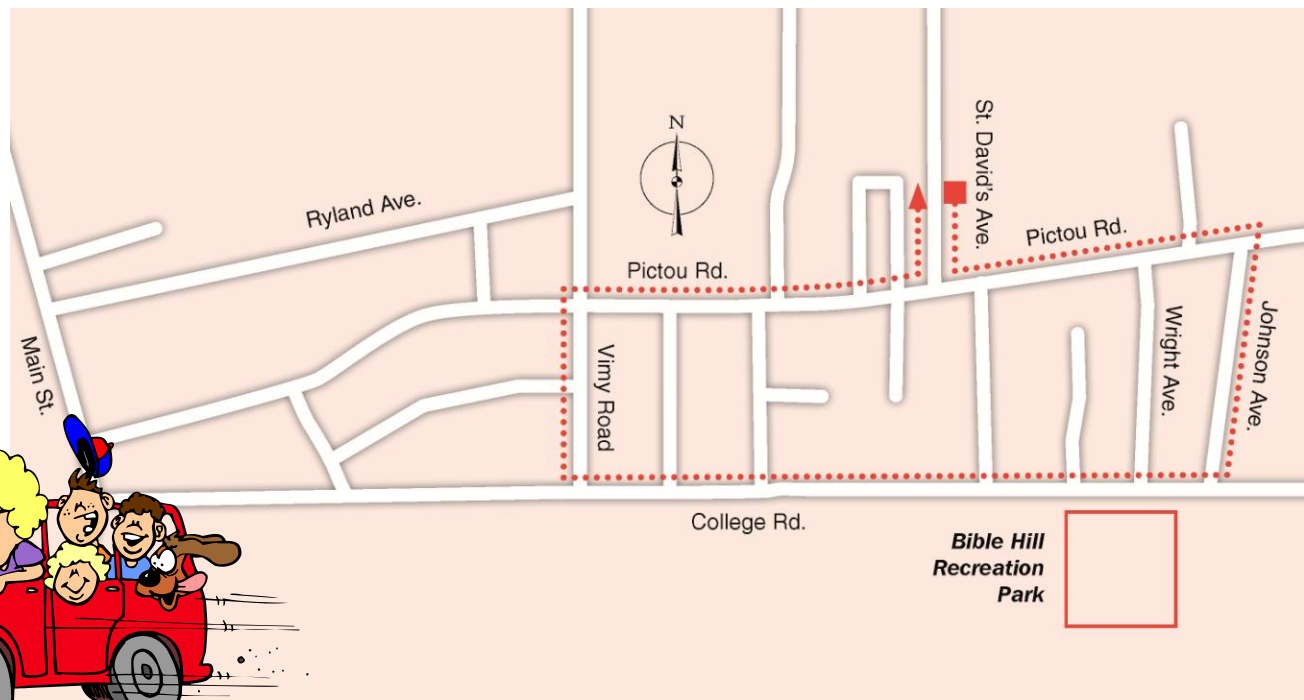 N
St. David's Ave.
Ryland Ave.
Pictou Rd.
Pictou Rd.
Main St.
Vimy Road
Wright Ave.
Johnson Ave.
College Rd.
Bible Hill
Recreation
Park